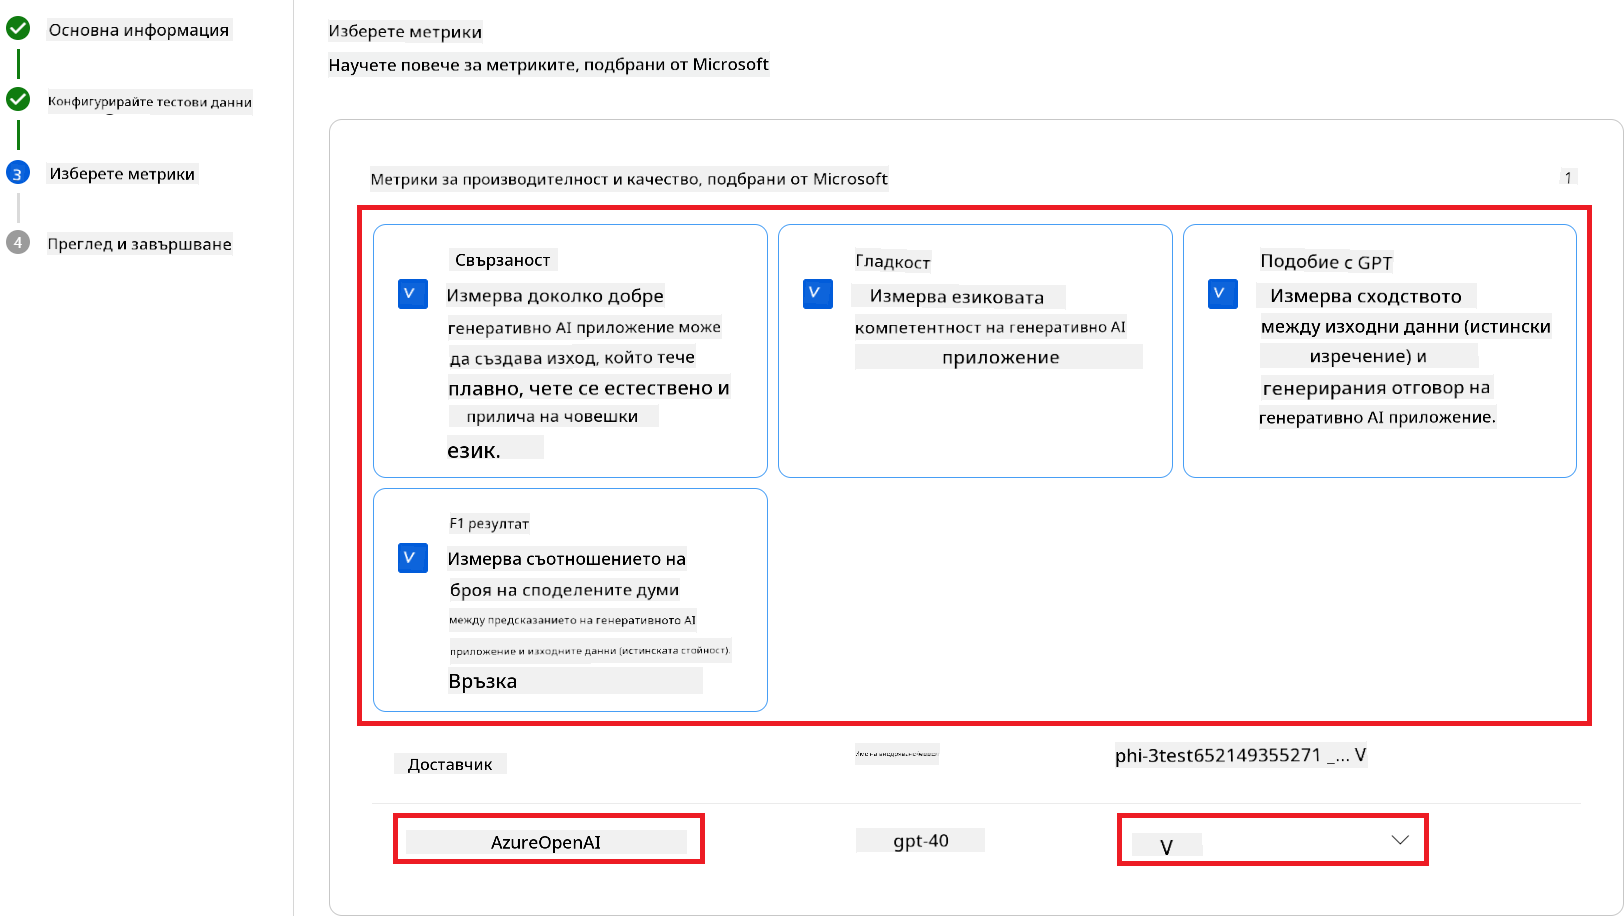 Основна информация
Конфигурирайте тестови данни
3
Изберете метрики
4
Преглед и завършване
Изберете метрики
Научете повече за метриките, подбрани от Microsoft
Метрики за производителност и качество, подбрани от Microsoft
1
Свързаност
Измерва доколко добре
генеративно AI приложение може
да създава изход, който тече
плавно, чете се естествено и
прилича на човешки
език.
Гладкост
Измерва езиковата
компетентност на генеративно AI
приложение
Подобие с GPT
Измерва сходството
между изходни данни (истински
изречение) и
генерирания отговор на
генеративно AI приложение.
F1 резултат
Измерва съотношението на
броя на споделените думи
между предсказанието на генеративното AI
приложение и изходните данни (истинската стойност).
Връзка
Доставчик
phi-3test652149355271 _... V
AzureOpenAI
gpt-40
V